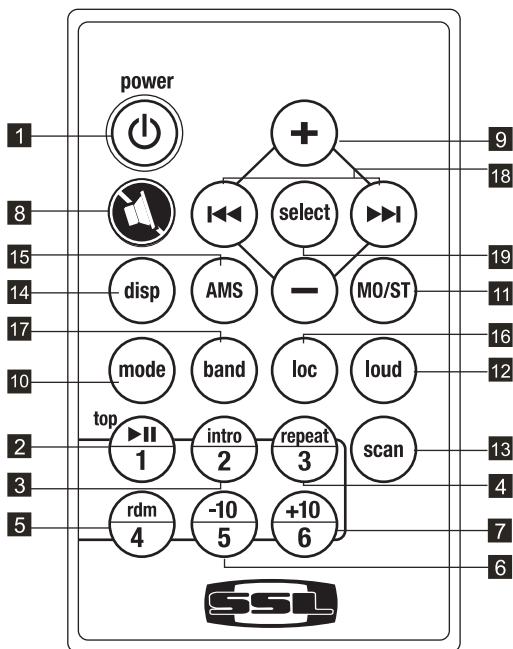 power
1
9
18
8
select
19
15
14
disp
AMS
MO/ST
11
17
16
10
mode
band
loc
loud
12
top
2
1
intro
2
repeat
3
scan
13
3
4
5
rdm
4
-10
5
+10
6
7
6
SSL